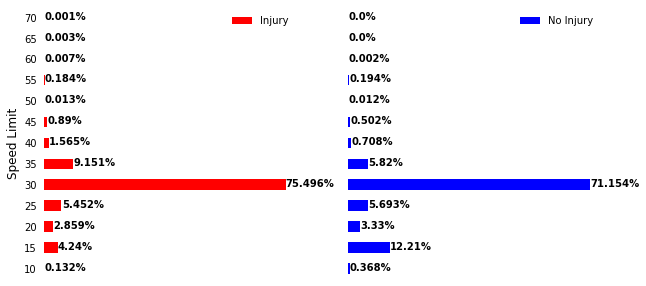 70 0.001% Injury 0.0% No Injury
65 0.003% 0.0%
60 0.007% 0.002%
55 0.184% 0.194%
50 0.013% 0.012%
45 0.89% 0.502%
40 1.565% 0.708%
35 9.151% 5.82%
30 75.496% 71.154%
25 5.452% 5.693%
20 2.859% 3.33%
15 4.24% 12.21%
10 0.132% 0.368%
Speed Limit